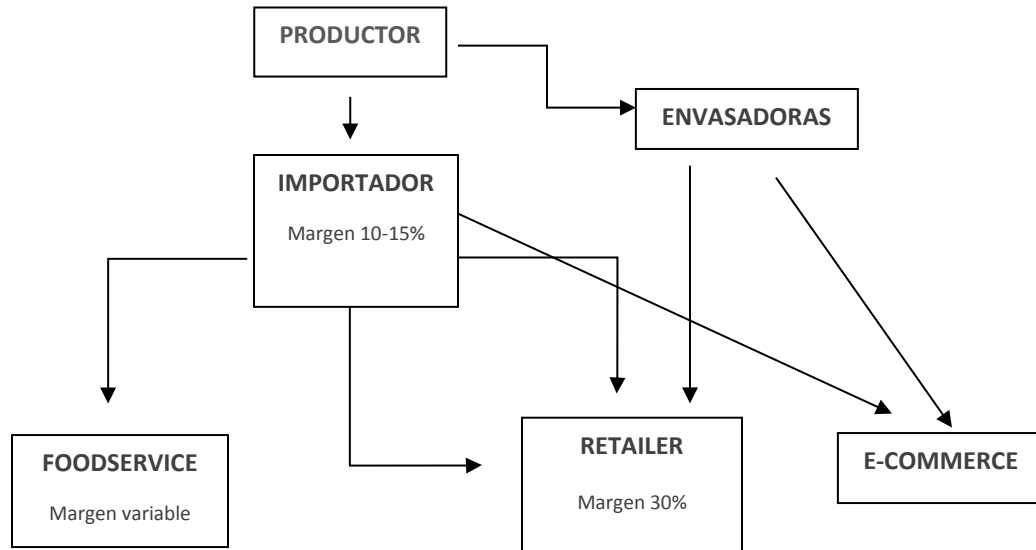 PRODUCTOR
ENVASADORAS
IMPORTADOR
Margen 10-15%
FOODSERVICE
Margen variable
RETAILER
Margen 30%
E-COMMERCE